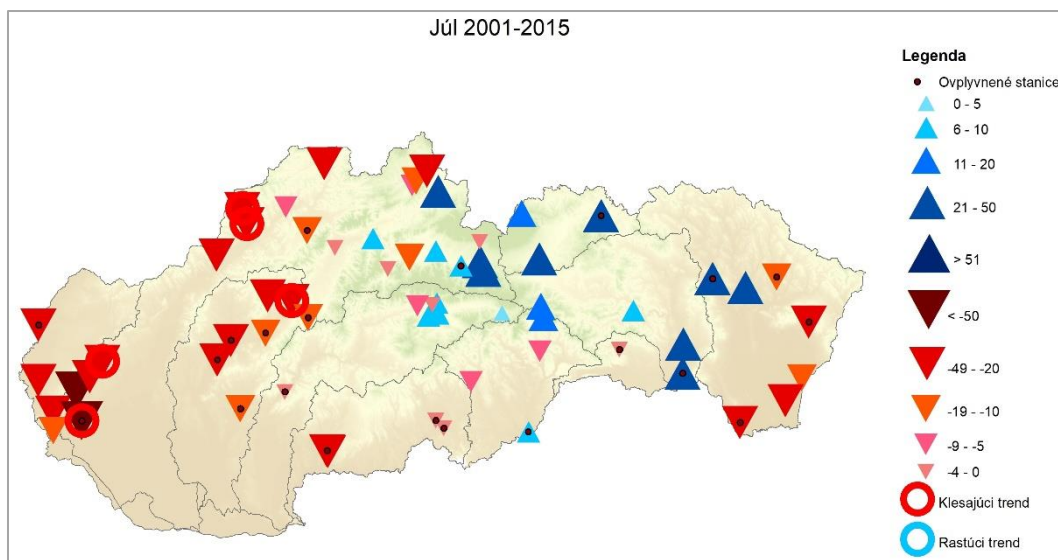 Júl 2001-2015
Legenda
Ovplyvnené stanice
0 - 5
6 - 10
11 - 20
21 - 50
> 51
< -50
-49 - -20
-19 - -10
-9 - -5
-4 - 0
Klesajúci trend
Rastúci trend